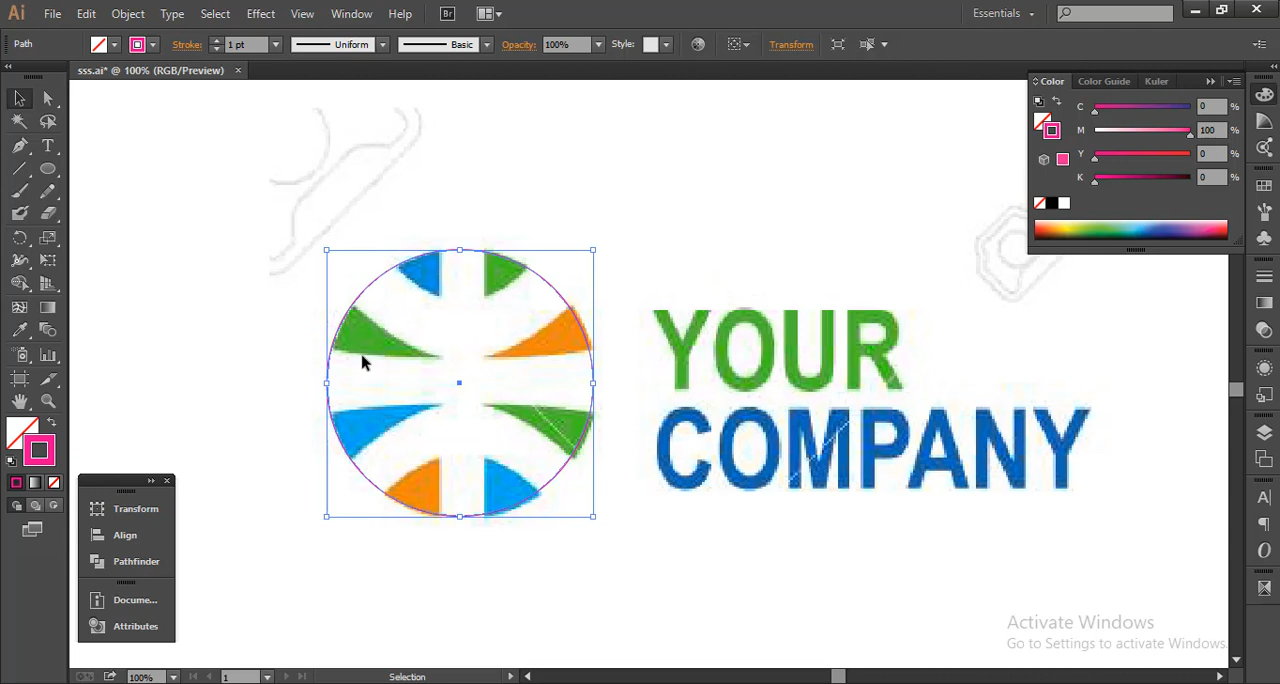 Ai File Edit Object Type Select Effect View Window Help Br Essentials
Path Stroke: 1 pt Uniform Basic Opacity: 100% Style: Transform
sss.ai* @ 100% (RGB/Preview) ×
Color Color Guide Kuler
C 0 %
M 100 %
Y 0 %
K 0 %
YOUR
COMPANY
Transform
Align
Pathfinder
Docume...
Attributes
Activate Windows
Go to Settings to activate Windows.
100% 1 Selection